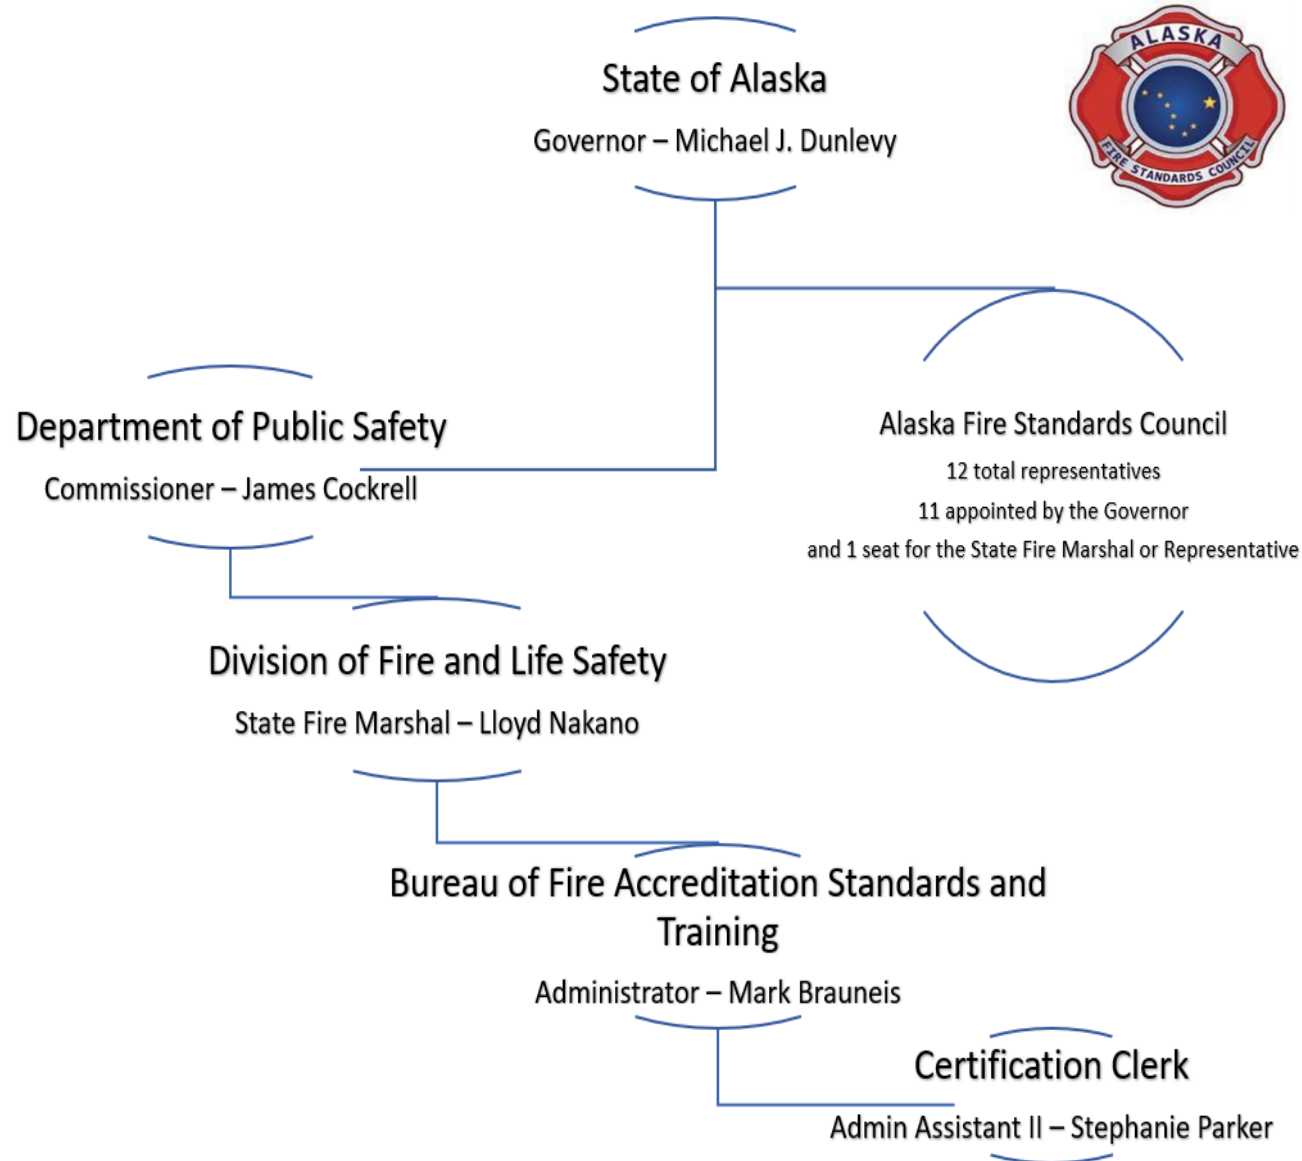 State of Alaska
Governor – Michael J. Dunlevy
ALASKA
FIRE STANDARDS COUNCIL
Department of Public Safety
Commissioner – James Cockrell
Alaska Fire Standards Council
12 total representatives
11 appointed by the Governor
and 1 seat for the State Fire Marshal or Representative
Division of Fire and Life Safety
State Fire Marshal – Lloyd Nakano
Bureau of Fire Accreditation Standards and
Training
Administrator – Mark Brauneis
Certification Clerk
Admin Assistant II – Stephanie Parker